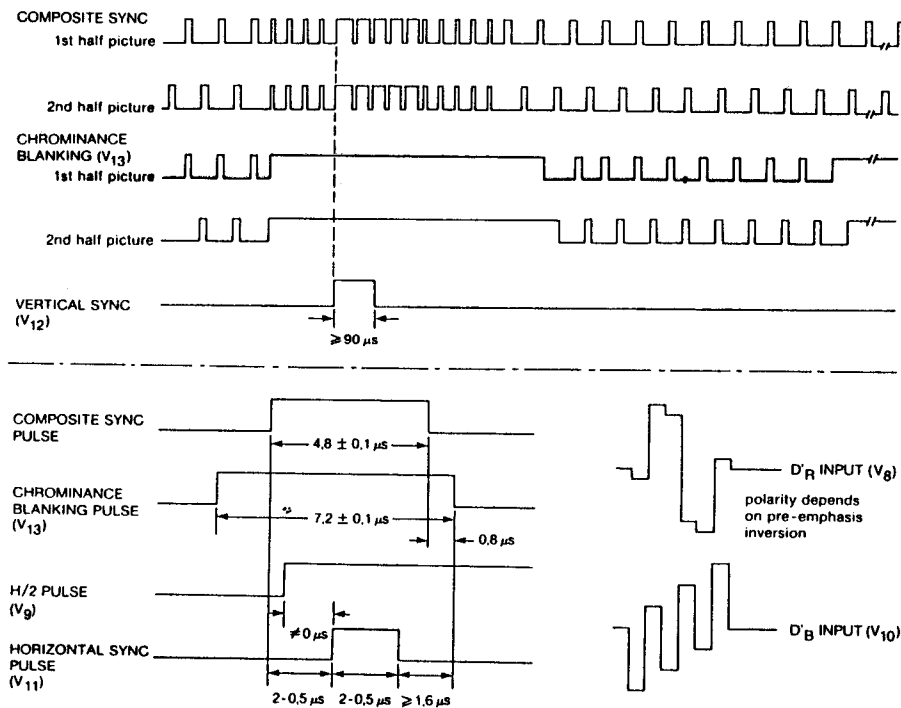 COMPOSITE SYNC
1st half picture
2nd half picture
CHROMINANCE
BLANKING (V13)
1st half picture
2nd half picture
VERTICAL SYNC
(V12)
≥ 90 µs
COMPOSITE SYNC
PULSE
4,8 ± 0,1 µs
CHROMINANCE
BLANKING PULSE
(V13)
7,2 ± 0,1 µs
0,8 µs
H/2 PULSE
(V9)
≠0 µs
HORIZONTAL SYNC
PULSE
(V11)
2-0,5 µs
2-0,5 µs
≥ 1,6 µs
D'R INPUT (V8)
polarity depends
on pre-emphasis
inversion
D'B INPUT (V10)